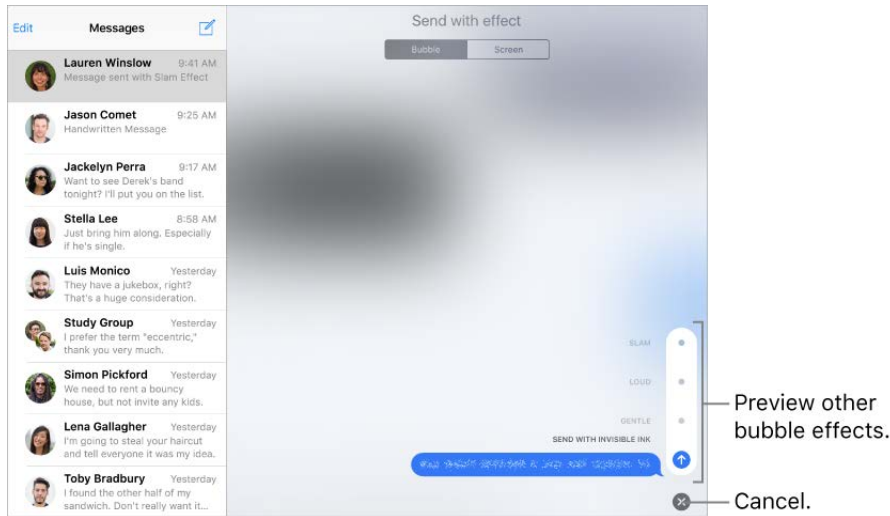 Edit
Messages
Lauren Winslow 9:41 AM
Message sent with Slam Effect
Jason Comet 9:25 AM
Handwritten Message
Jackelyn Perra 9:17 AM
Want to see Derek's band
tonight? I'll put you on the list.
Stella Lee 8:58 AM
Just bring him along. Especially
if he's single.
Luis Monico Yesterday
They have a jukebox, right?
That's a huge consideration.
Study Group Yesterday
I prefer the term "eccentric,"
thank you very much.
Simon Pickford Yesterday
We need to rent a bouncy
house, but not invite any kids.
Lena Gallagher Yesterday
I'm going to steal your haircut
and tell everyone it was my idea.
Toby Bradbury Yesterday
I found the other half of my
sandwich. Don't really want it...
Send with effect
Bubble Screen
SLAM
LOUD
GENTLE
SEND WITH INVISIBLE INK
Preview other
bubble effects.
Cancel.